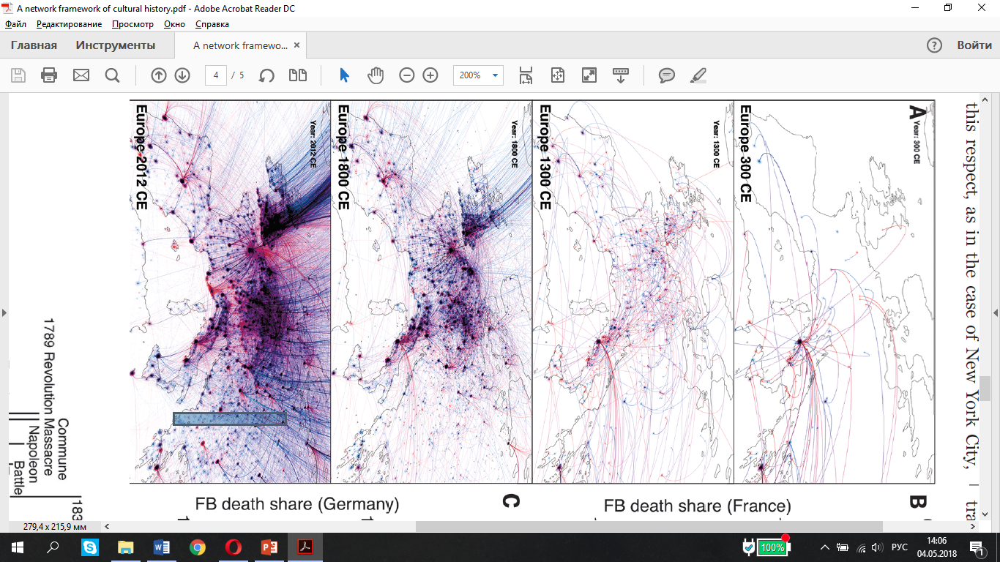 A network framework of cultural history.pdf - Adobe Acrobat Reader DC
Файл Редактирование Просмотр Окно Справка
Главная Инструменты A network framewo... × ? Войти
4 / 5 200%
A
Year: 300 CE
Europe 300 CE
Year: 1300 CE
Europe 1300 CE
Year: 1800 CE
Europe 1800 CE
Year: 2012 CE
Europe 2012 CE
this respect, as in the case of New York City,
tra
B
FB death share (France)
C
FB death share (Germany)
Commune
1789 Revolution Massacre
Napoleon
Battle
183
279,4 x 215,9 мм
100%
РУС
14:06
04.05.2018
1